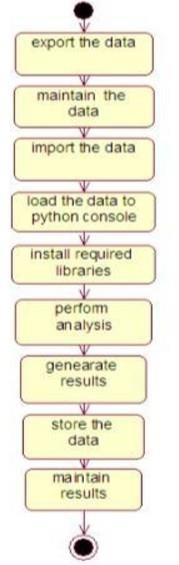 export the data
maintain the
data
import the data
load the data to
python console
install required
libraries
perform
analysis
genearate
results
store the
data
maintain
results